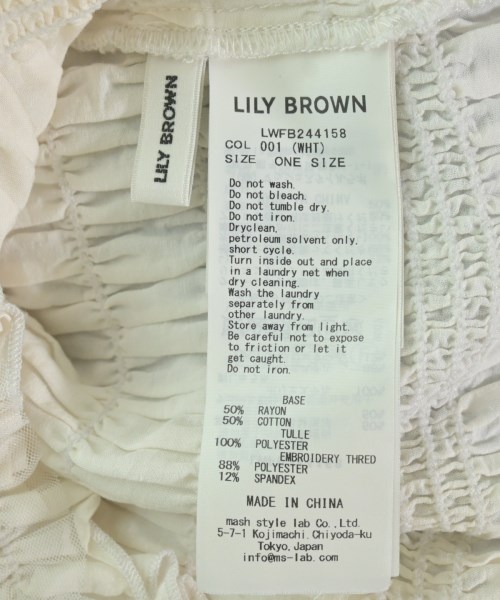 LILY BROWN
LILY BROWN
LWFB244158
COL 001 (WHT)
SIZE ONE SIZE
Do not wash.
Do not bleach.
Do not tumble dry.
Do not iron.
Dryclean,
petroleum solvent only.
short cycle.
Turn inside out and place
in a laundry net when
dry cleaning.
Wash the laundry
separately from
other laundry.
Store away from light.
Be careful not to expose
to friction or let it
get caught.
Do not iron.
BASE
50% RAYON
50% COTTON
TULLE
100% POLYESTER
EMBROIDERY THRED
88% POLYESTER
12% SPANDEX
MADE IN CHINA
mash style lab Co.,Ltd.
5-7-1 Kojimachi,Chiyoda-ku
Tokyo,Japan
info@ms-lab.com